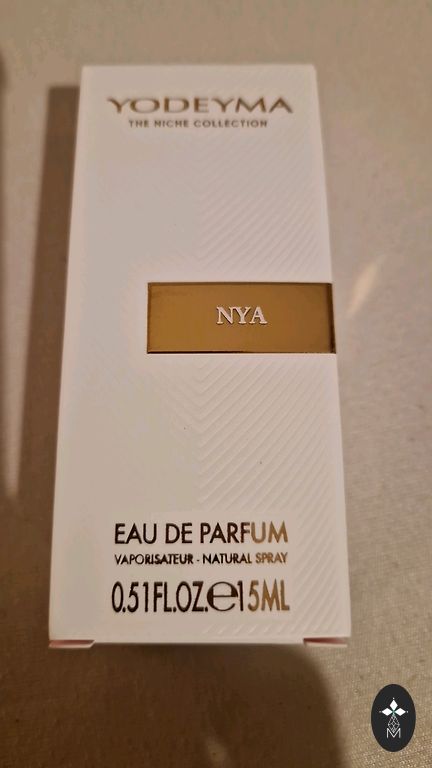 YODEYMA
THE NICHE COLLECTION
NYA
EAU DE PARFUM
VAPORISATEUR - NATURAL SPRAY
0.51FL.OZ.℮15ML
M